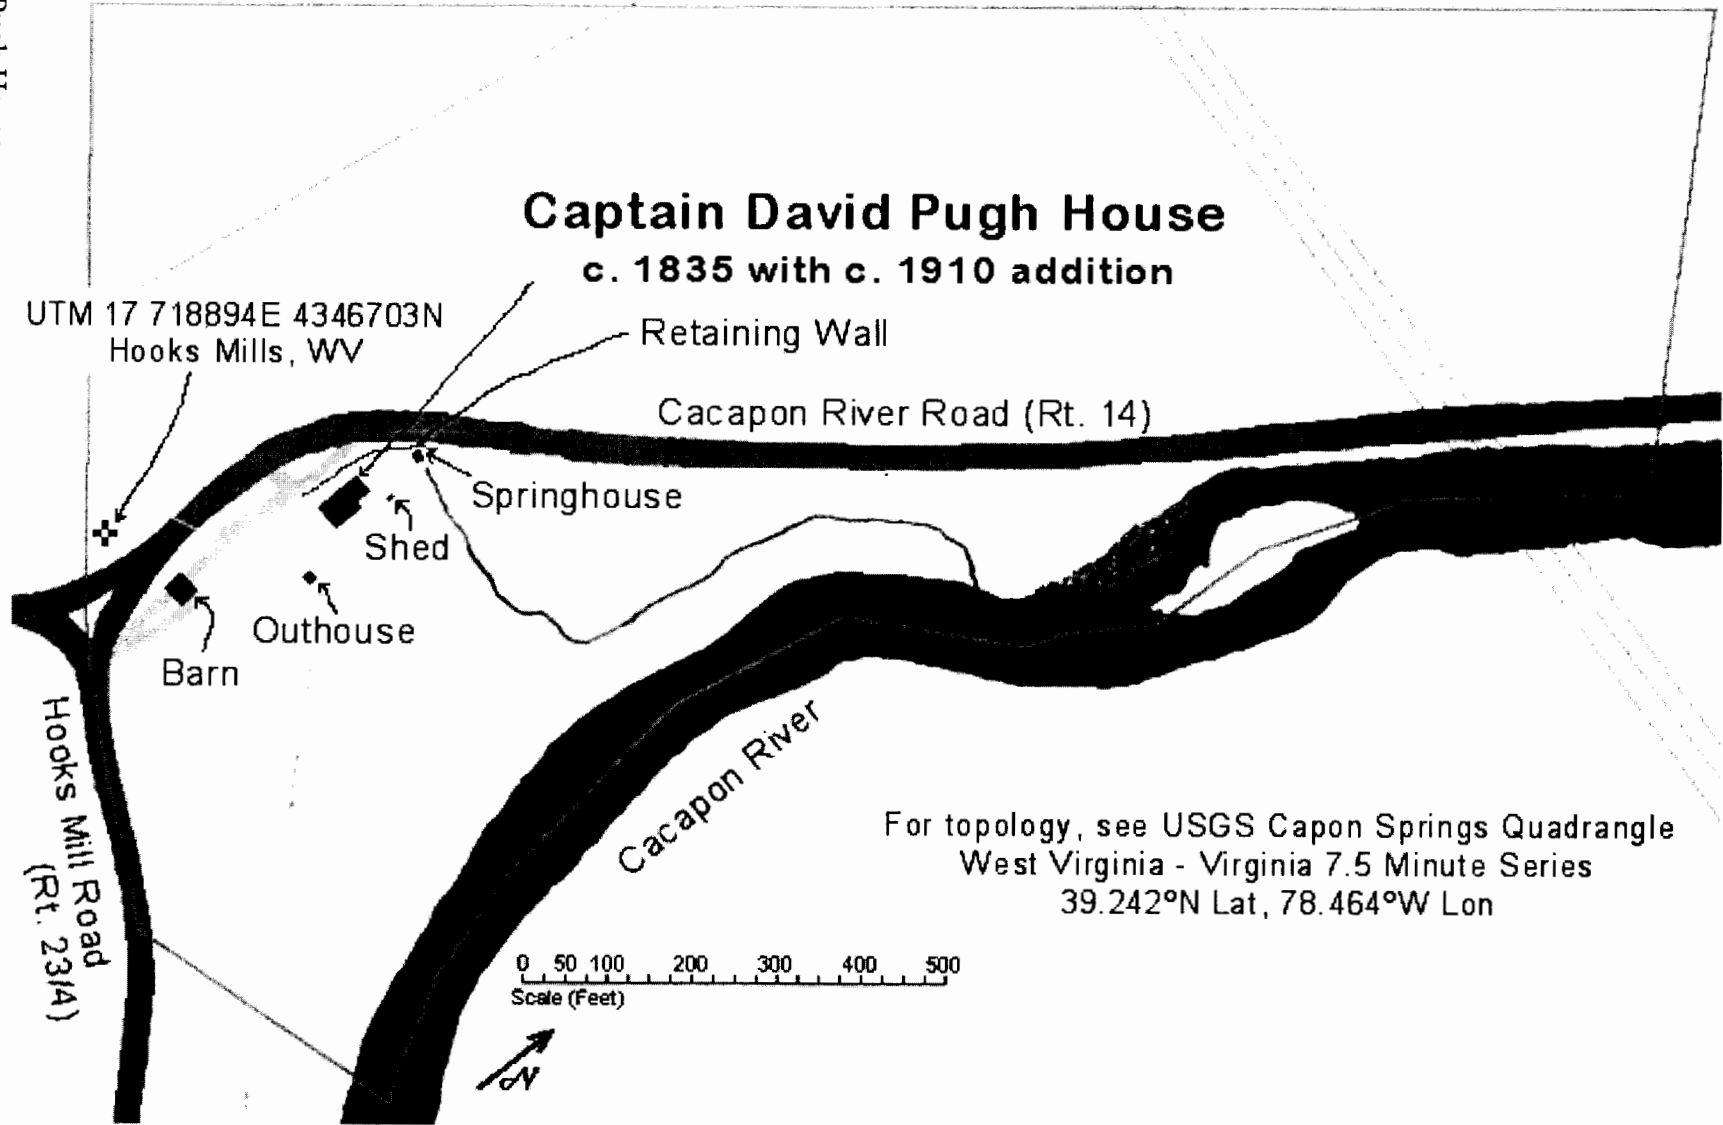 Captain David Pugh House
c. 1835 with c. 1910 addition
UTM 17 718894E 4346703N
Hooks Mills, WV
Retaining Wall
Cacapon River Road (Rt. 14)
Springhouse
Shed
Outhouse
Barn
Hooks Mill Road
(Rt. 23/4)
Cacapon River
For topology, see USGS Capon Springs Quadrangle
West Virginia - Virginia 7.5 Minute Series
39.242ºN Lat, 78.464ºW Lon
0 50 100 200 300 400 500
Scale (Feet)
N